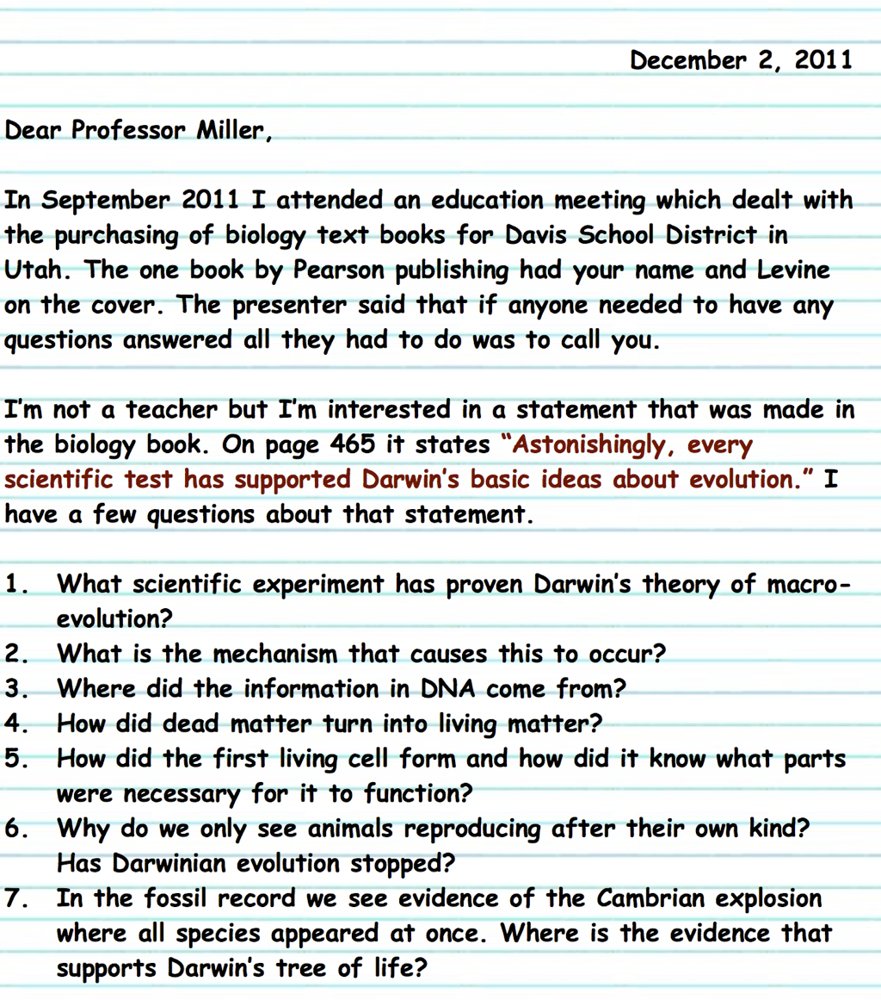 December 2, 2011
Dear Professor Miller,
In September 2011 I attended an education meeting which dealt with
the purchasing of biology text books for Davis School District in
Utah. The one book by Pearson publishing had your name and Levine
on the cover. The presenter said that if anyone needed to have any
questions answered all they had to do was to call you.
I'm not a teacher but I'm interested in a statement that was made in
the biology book. On page 465 it states “Astonishingly, every
scientific test has supported Darwin's basic ideas about evolution.” I
have a few questions about that statement.
1. What scientific experiment has proven Darwin's theory of macro-
evolution?
2. What is the mechanism that causes this to occur?
3. Where did the information in DNA come from?
4. How did dead matter turn into living matter?
5. How did the first living cell form and how did it know what parts
were necessary for it to function?
6. Why do we only see animals reproducing after their own kind?
Has Darwinian evolution stopped?
7. In the fossil record we see evidence of the Cambrian explosion
where all species appeared at once. Where is the evidence that
supports Darwin's tree of life?